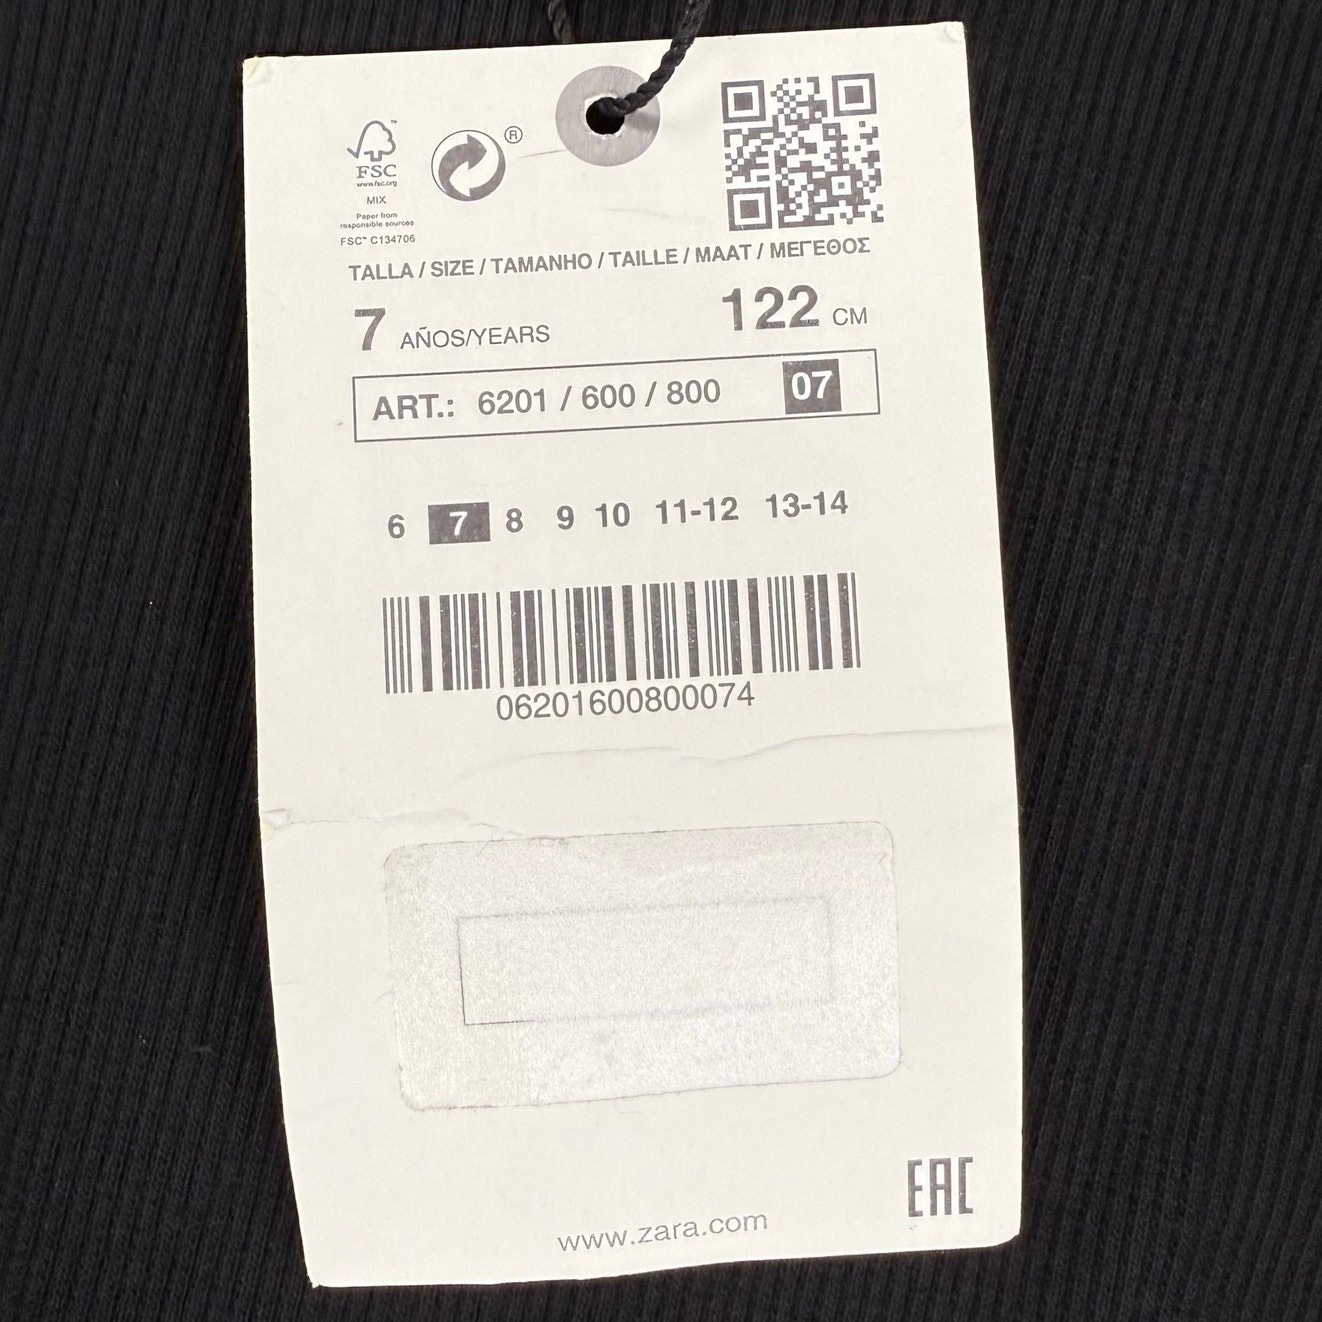 FSC™
www.fsc.org
MIX
Paper from
responsible sources
FSC™ C134706
®
TALLA / SIZE / TAMANHO / TAILLE / MAAT / ΜΕΓΕΘΟΣ
7 AÑOS/YEARS 122 CM
ART.: 6201 / 600 / 800 07
6 7 8 9 10 11-12 13-14
06201600800074
EAC
www.zara.com